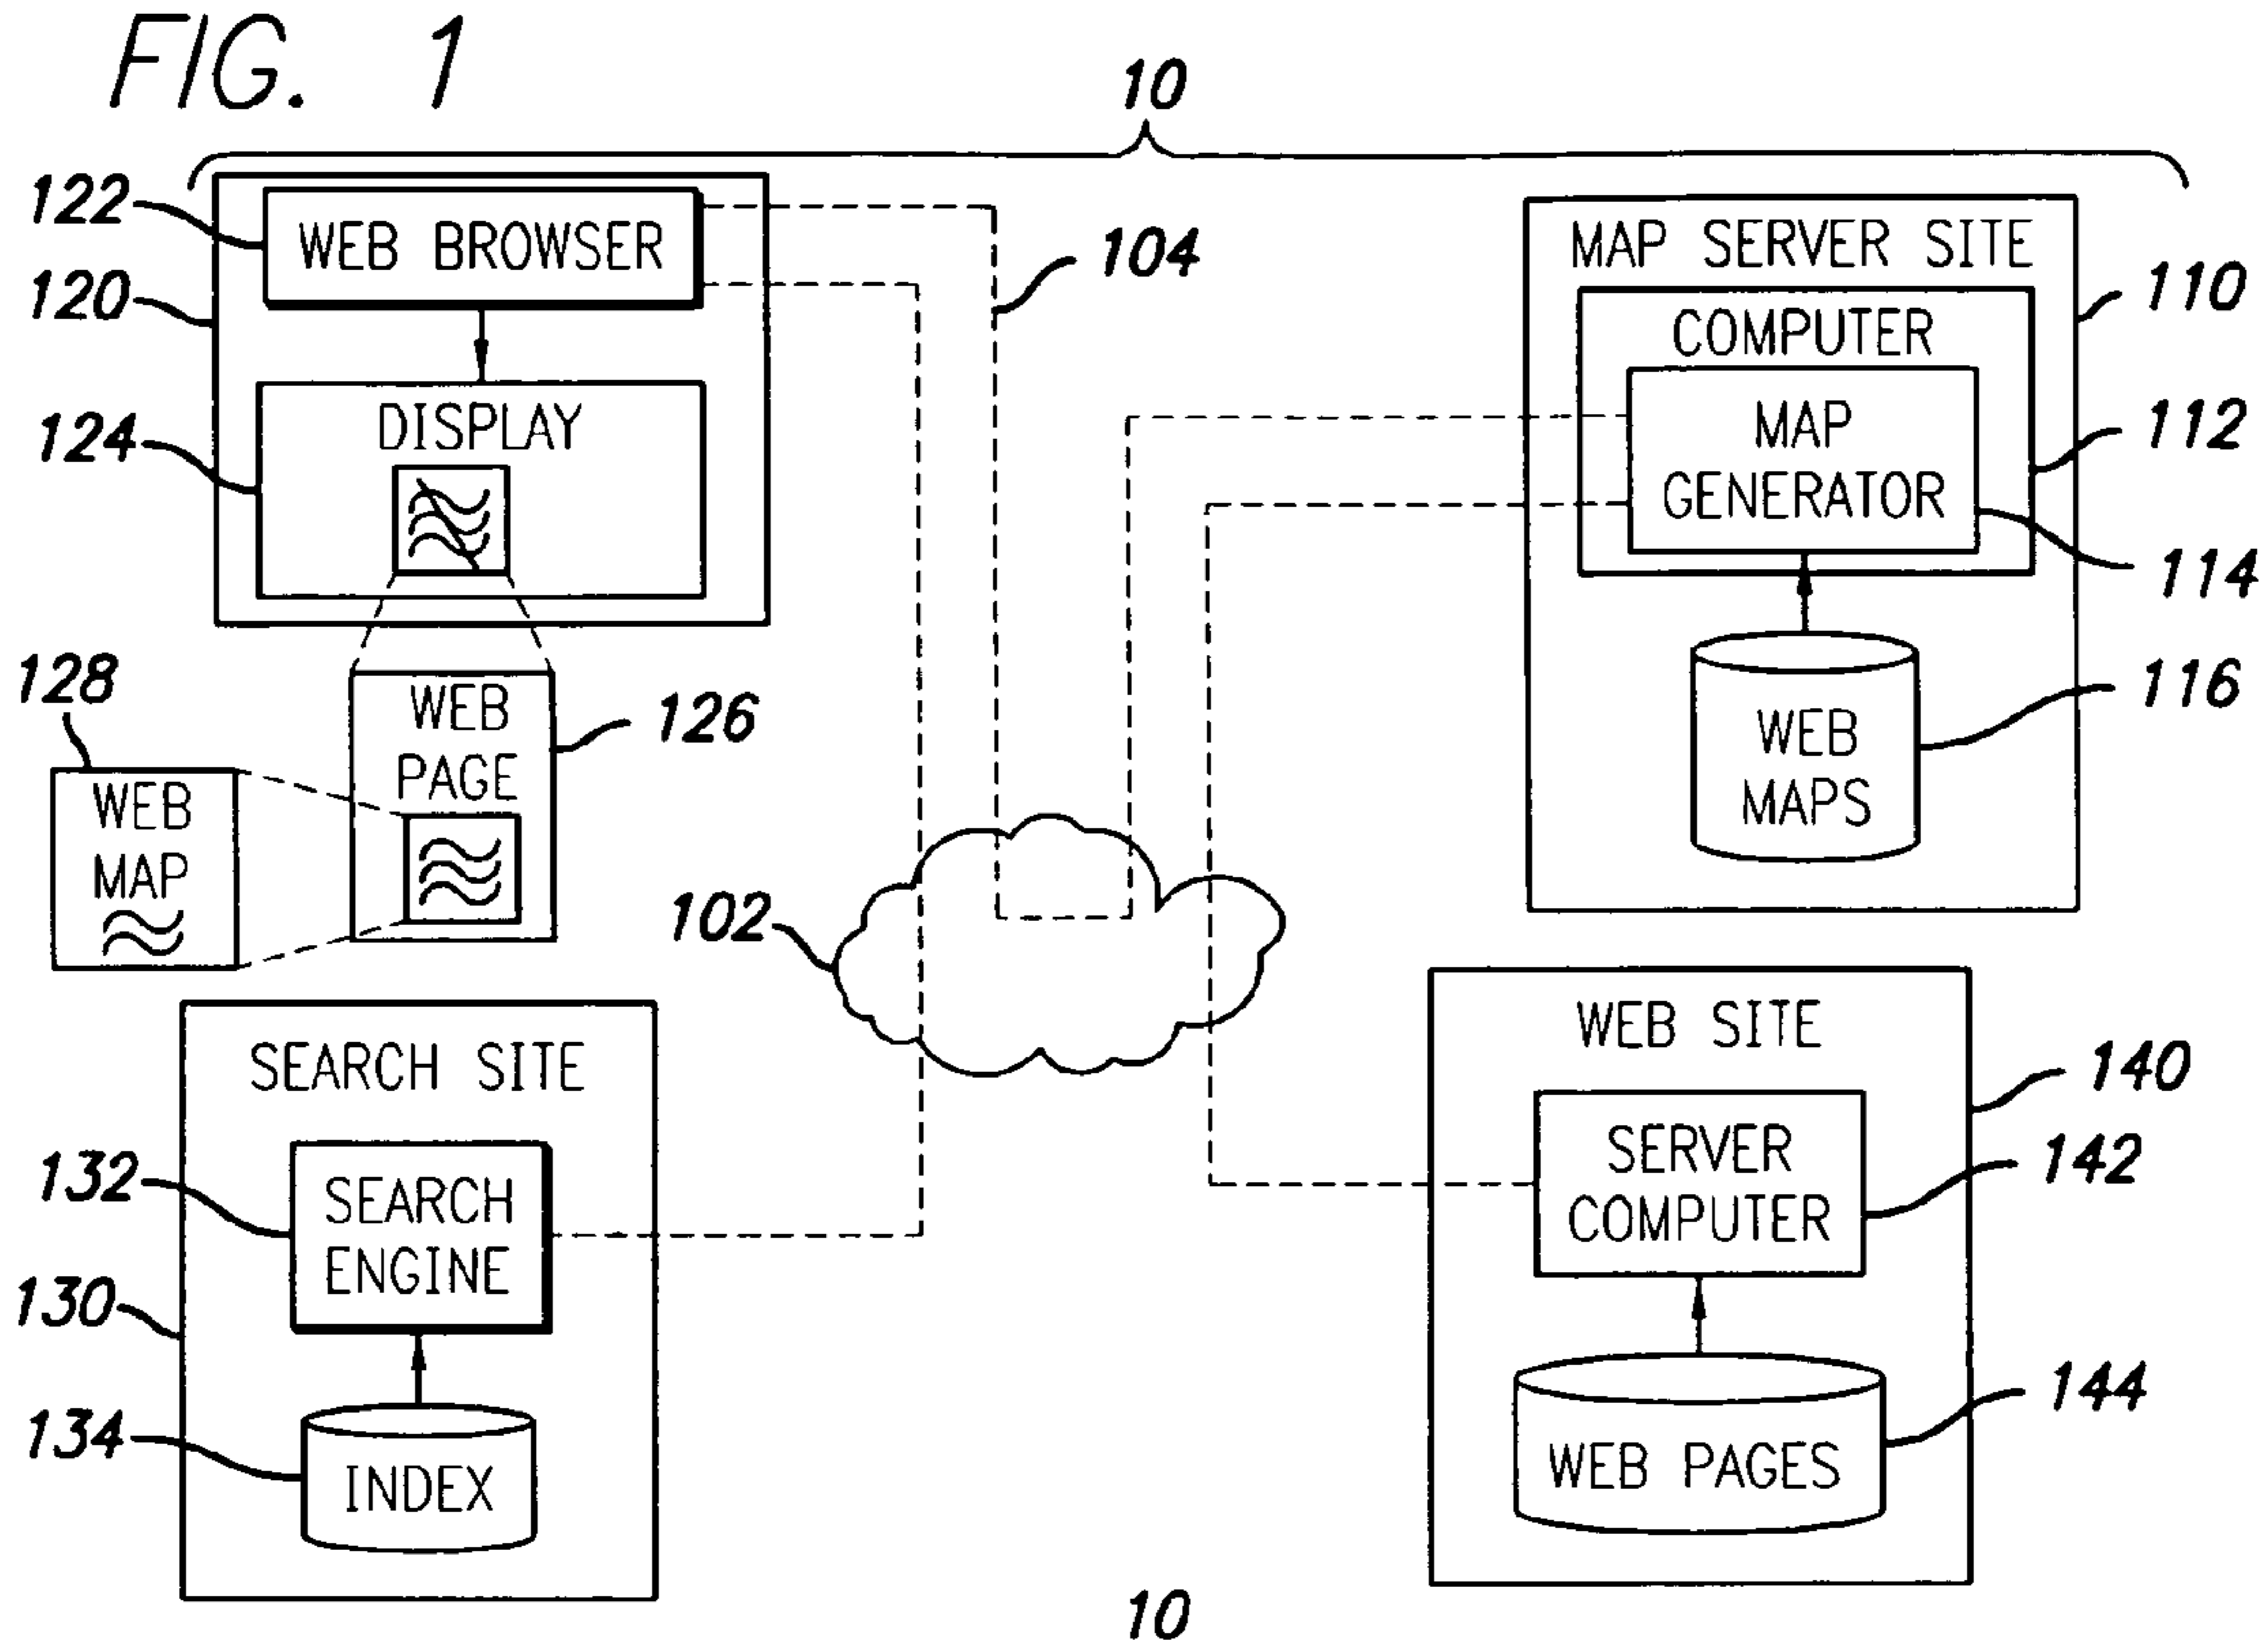 FIG. 1
10
122
WEB BROWSER
120
104
124
DISPLAY
128
WEB
MAP
WEB
PAGE
126
MAP SERVER SITE
110
COMPUTER
112
MAP
GENERATOR
114
WEB
MAPS
116
102
SEARCH SITE
132
SEARCH
ENGINE
130
134
INDEX
WEB SITE
140
SERVER
COMPUTER
142
WEB PAGES
144
10